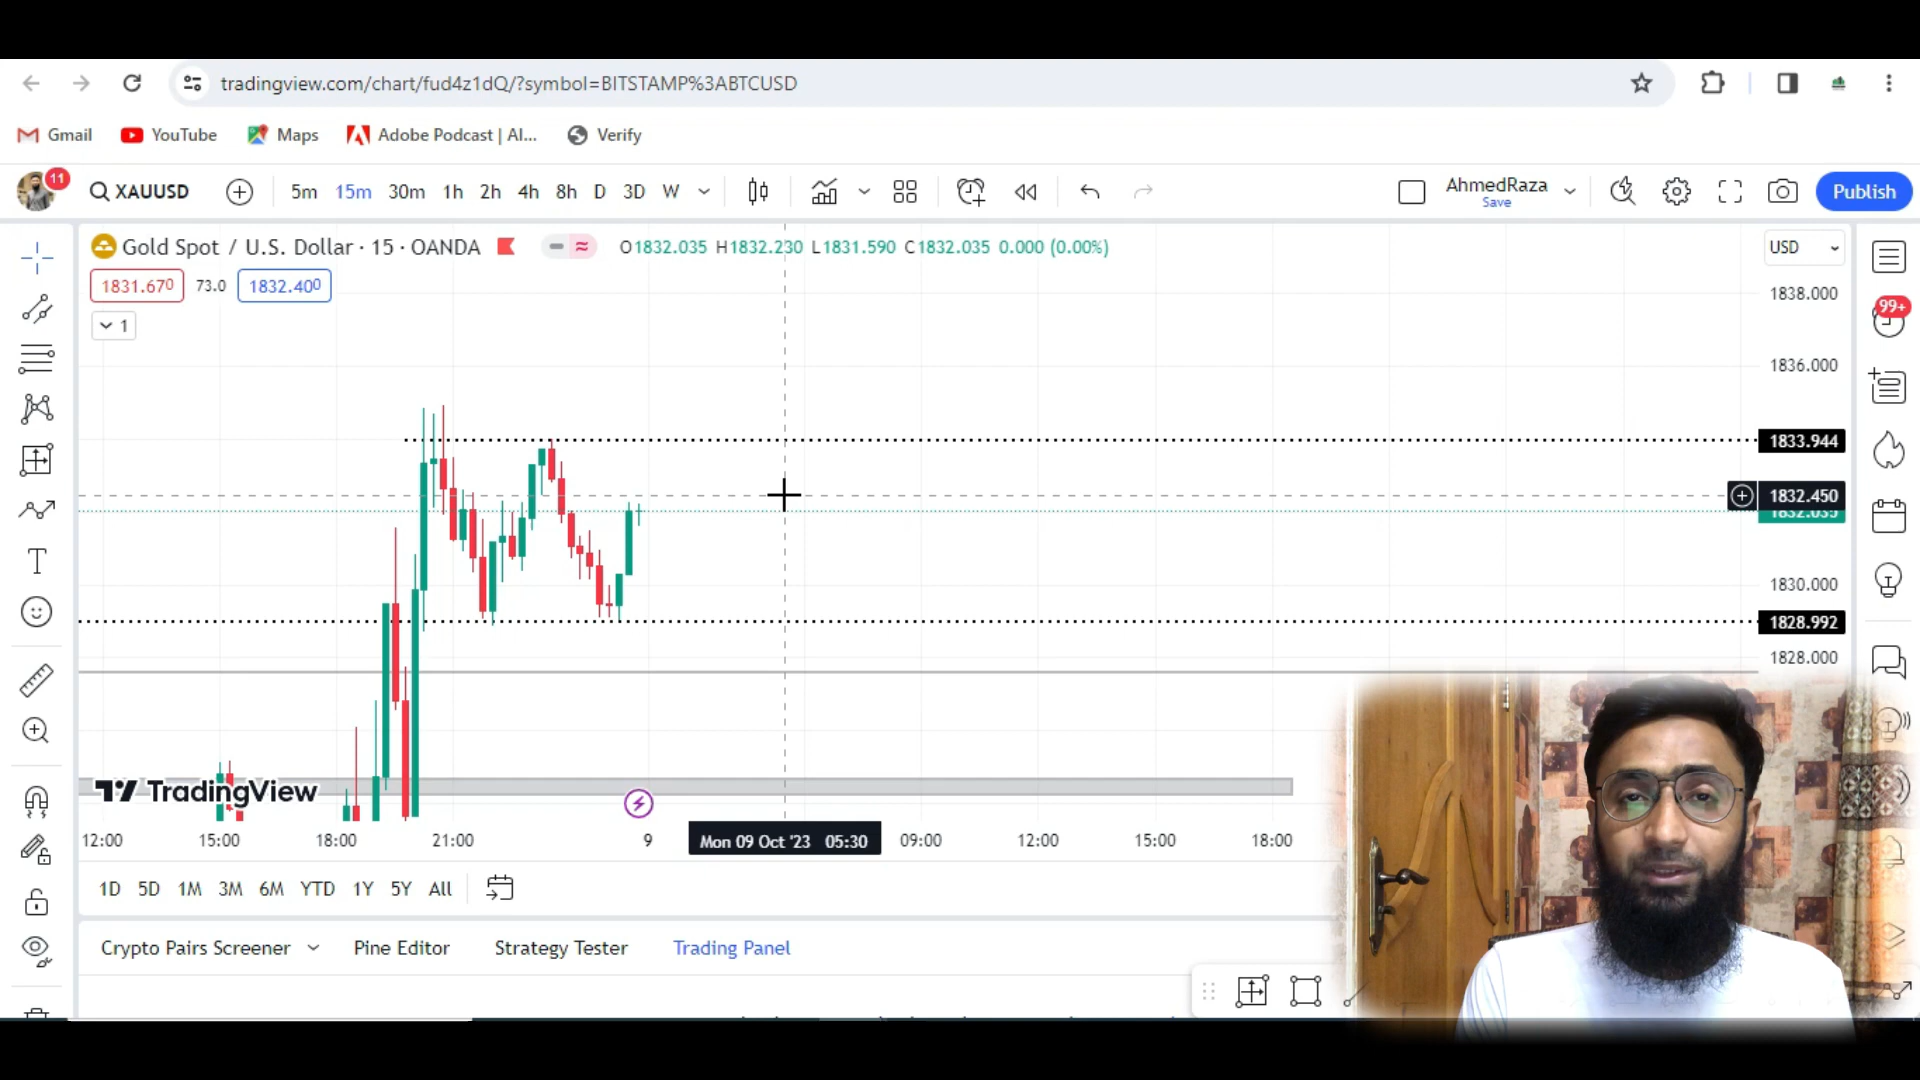 tradingview.com/chart/fud4z1dQ/?symbol=BITSTAMP%3ABTCUSD
Gmail YouTube Maps Adobe Podcast | AI... Verify
11 XAUUSD 5m 15m 30m 1h 2h 4h 8h D 3D W AhmedRaza Save Publish
Gold Spot / U.S. Dollar · 15 · OANDA O1832.035 H1832.230 L1831.590 C1832.035 0.000 (0.00%) USD
1831.670 73.0 1832.400
1838.000
99+
1
1836.000
1833.944
1832.450
1832.035
1830.000
1828.992
1828.000
TradingView
12:00 15:00 18:00 21:00 9 Mon 09 Oct '23 05:30 09:00 12:00 15:00 18:00
1D 5D 1M 3M 6M YTD 1Y 5Y All
Crypto Pairs Screener Pine Editor Strategy Tester Trading Panel